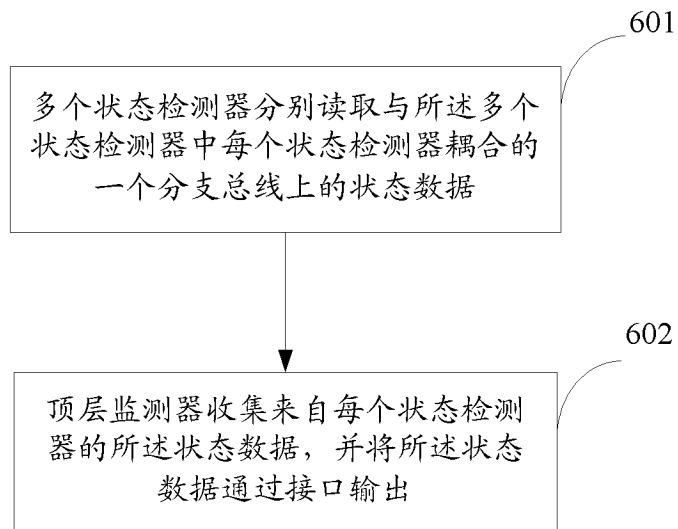 601
多个状态检测器分别读取与所述多个
状态检测器中每个状态检测器耦合的
一个分支总线上的状态数据
602
顶层监测器收集来自每个状态检测
器的所述状态数据，并将所述状态
数据通过接口输出